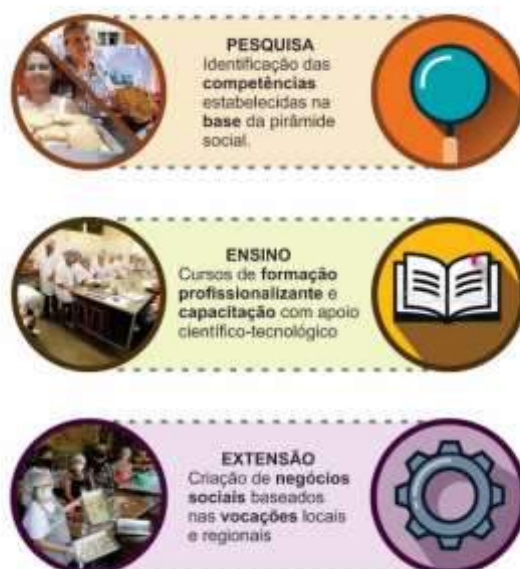 PESQUISA
Identificação das
competências
estabelecidas na
base da pirâmide
social.
ENSINO
Cursos de formação
profissionalizante e
capacitação com apoio
científico-tecnológico
EXTENSÃO
Criação de negócios
sociais baseados
nas vocações locais
e regionais